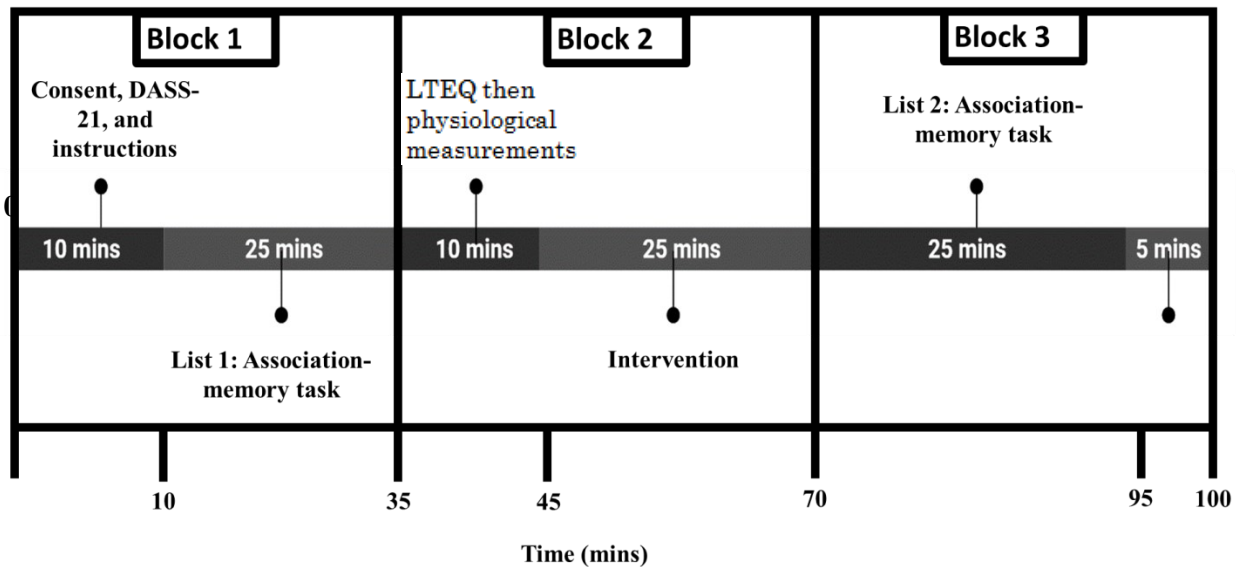 Block 1
Block 2
Block 3
Consent, DASS-
21, and
instructions
LTEQ then
physiological
measurements
List 2: Association-
memory task
10 mins
25 mins
10 mins
25 mins
25 mins
5 mins
List 1: Association-
memory task
Intervention
10
35
45
70
95
100
Time (mins)